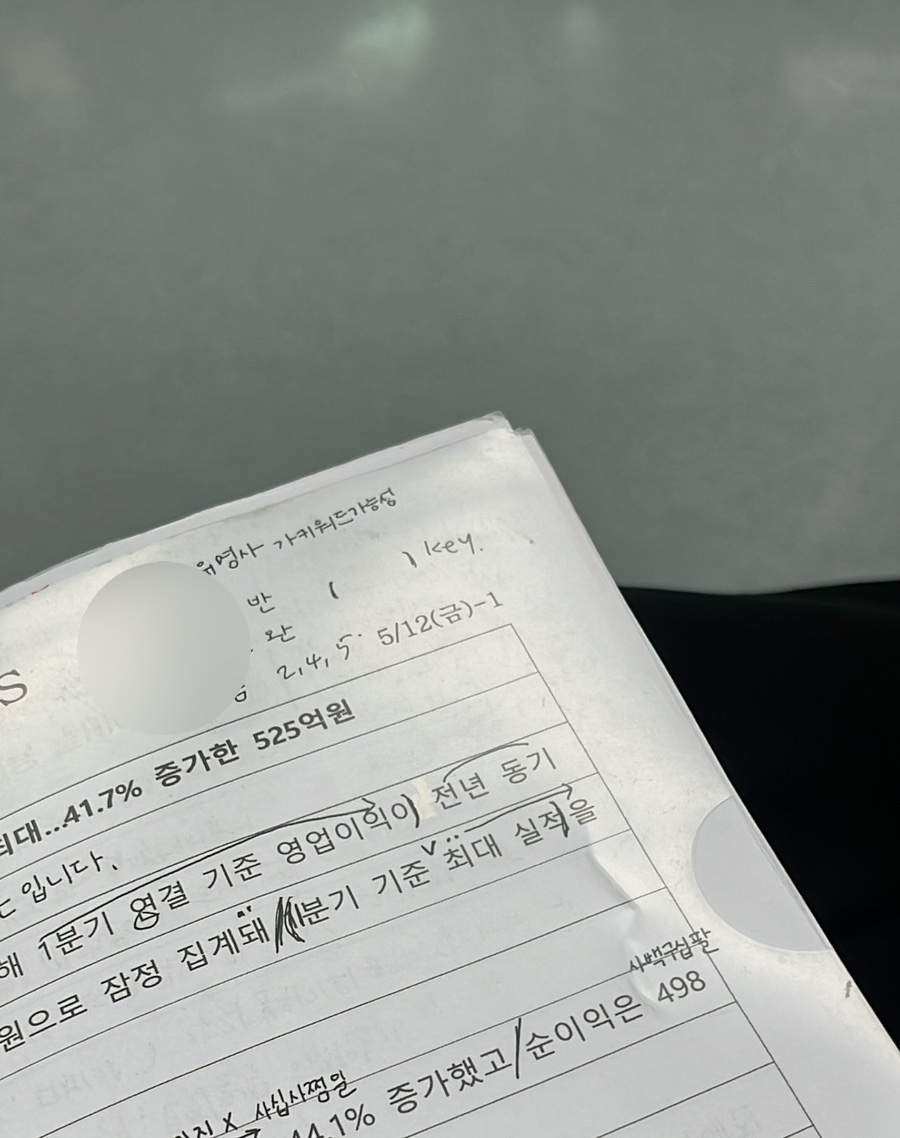 유영사 가키워드가능성
반 ( ) key.
완
2, 4, 5. 5/12(금)-1
S
최대...41.7% 증가한 525억원
입니다.
해 1분기 연결 기준 영업이익이) 전년 동기
원으로 잠정 집계돼 1분기 기준 최대 실적을
사백구십팔
44.1% 증가했고/순이익은 498
X 사십사쩜일